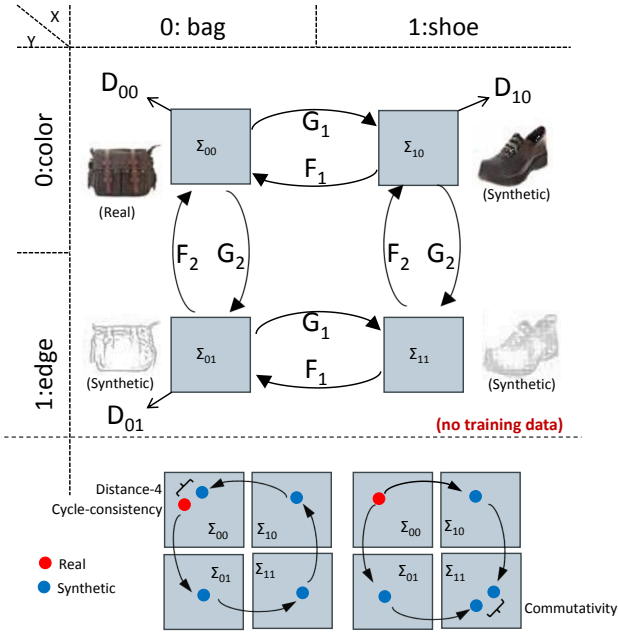 X
Y
0: bag
1:shoe
0:color
1:edge
D00
D10
Σ00
G1
F1
Σ10
(Real)
(Synthetic)
F2
G2
F2
G2
Σ01
G1
F1
Σ11
(Synthetic)
(Synthetic)
D01
(no training data)
Distance-4
Cycle-consistency
Σ00
Σ10
Σ01
Σ11
Real
Synthetic
Σ00
Σ10
Σ01
Σ11
Commutativity